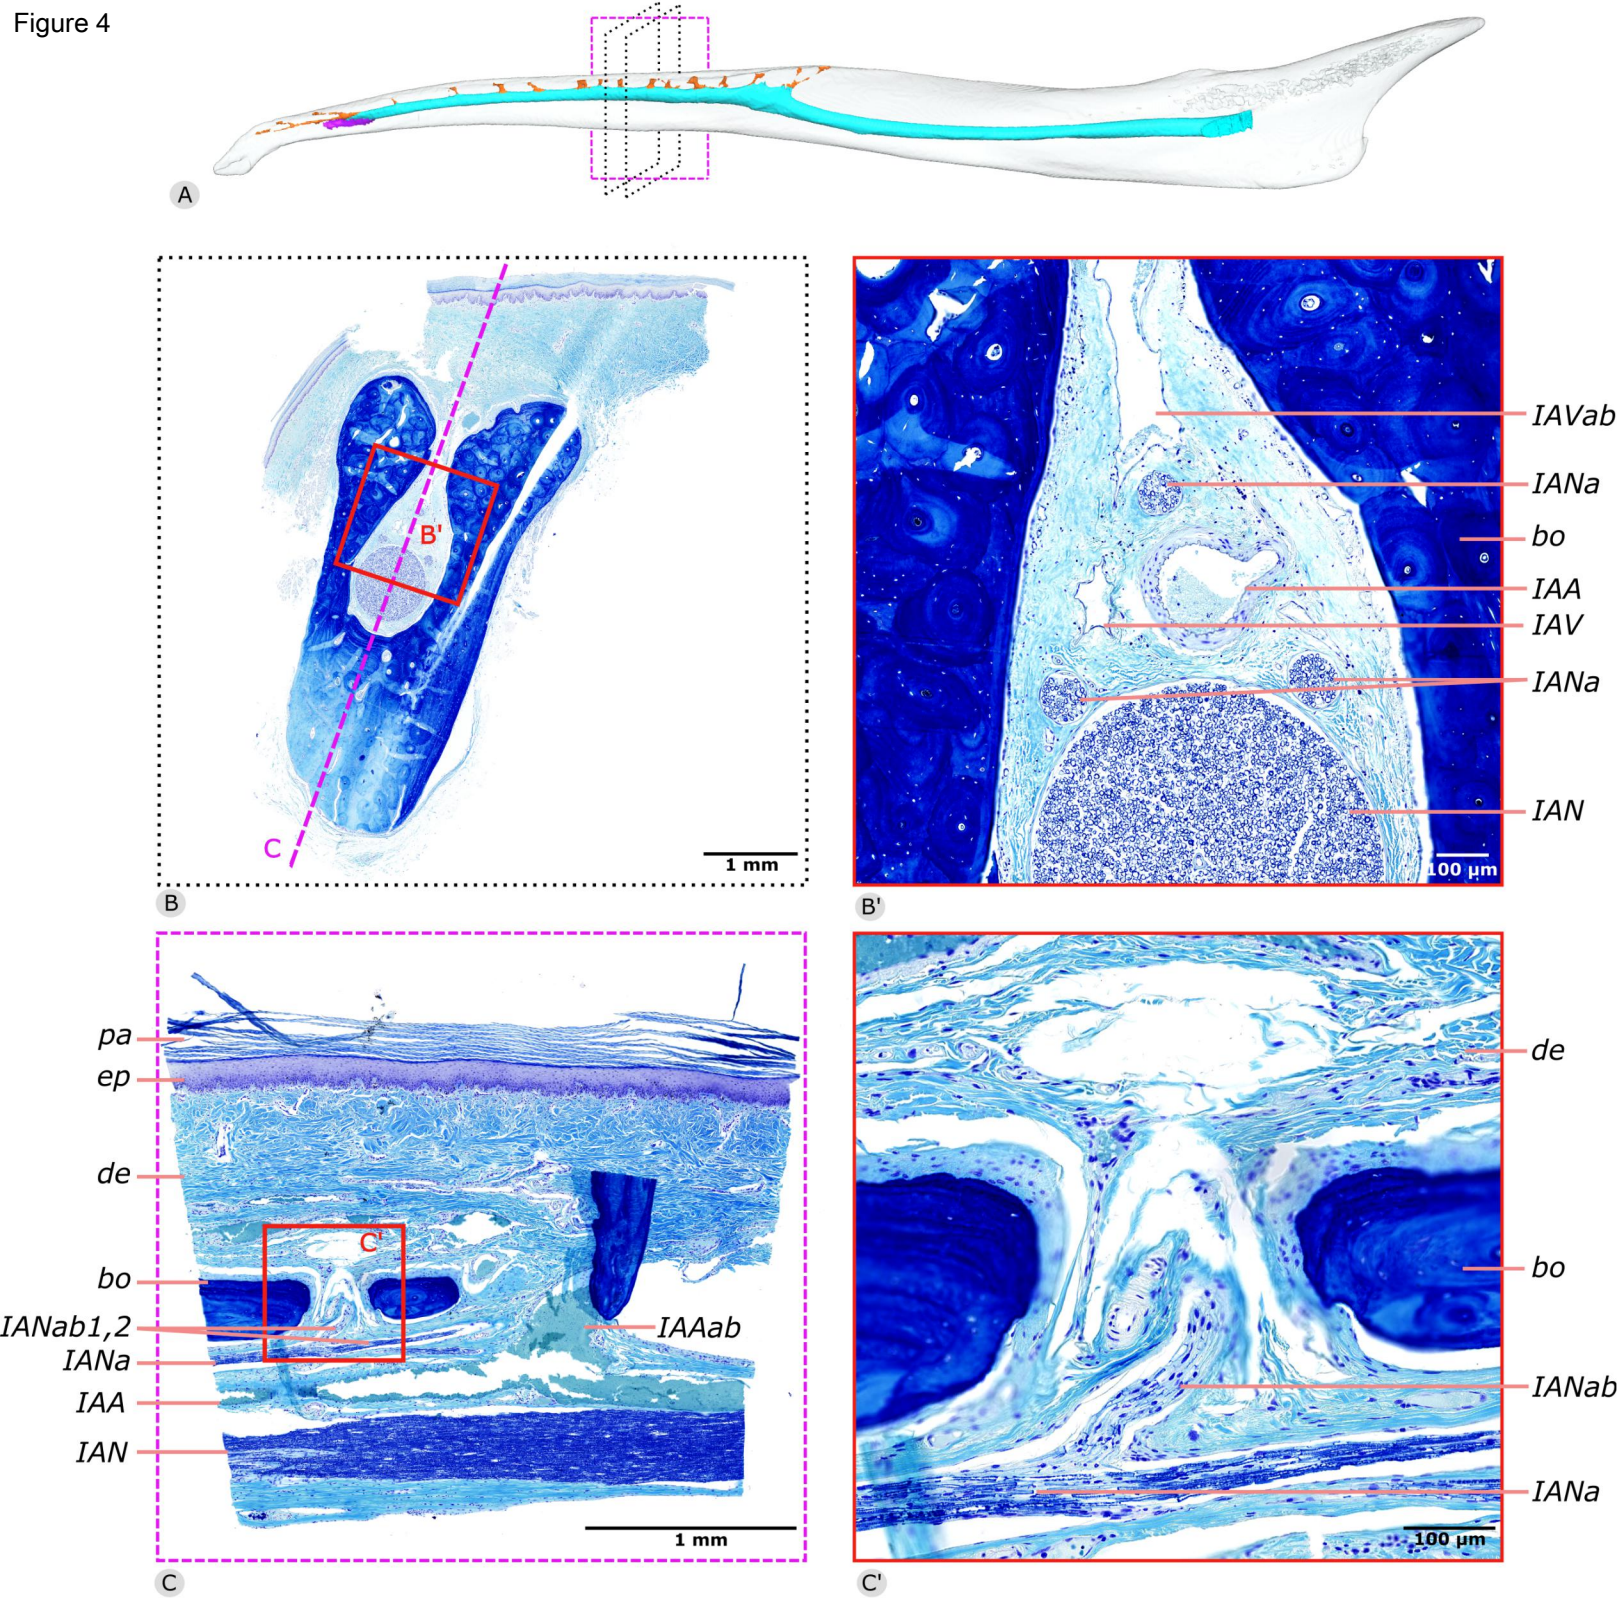 Figure 4
A
B'
C
1 mm
B
IAVab
IANa
bo
IAA
IAV
IANa
IAN
100 µm
B'
pa
ep
de
bo
IANab1,2
IANa
IAA
IAN
C'
IAAab
1 mm
C
de
bo
IANab
IANa
100 µm
C'